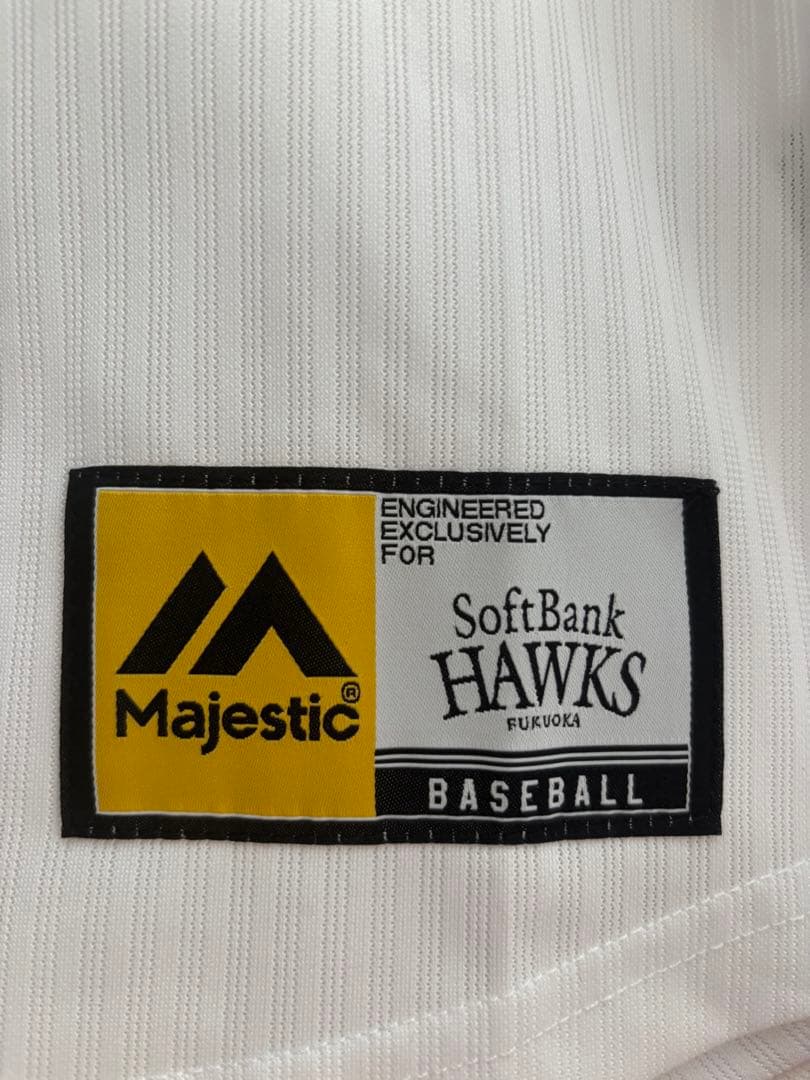 Majestic®
ENGINEERED
EXCLUSIVELY
FOR
SoftBank
HAWKS
FUKUOKA
BASEBALL